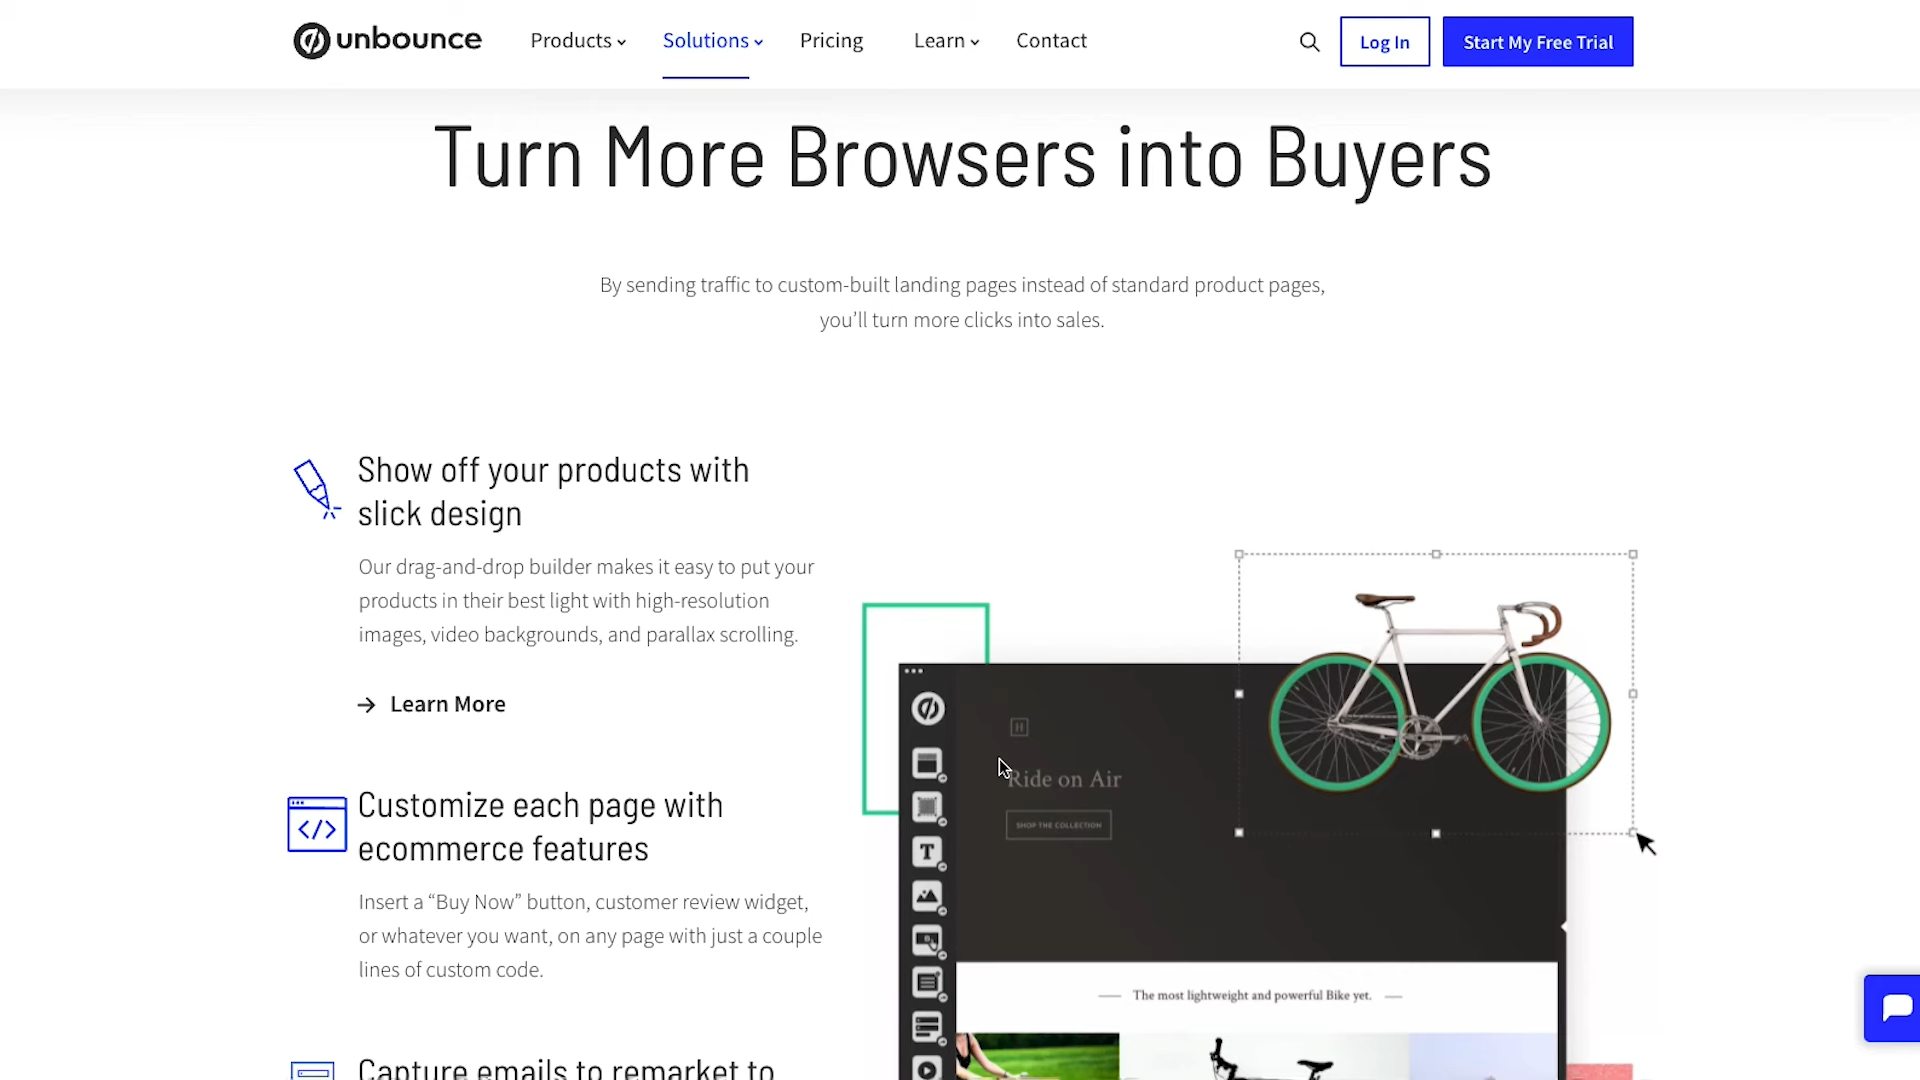 unbounce
Products
Solutions
Pricing
Learn
Contact
Log In
Start My Free Trial
Turn More Browsers into Buyers
By sending traffic to custom-built landing pages instead of standard product pages,
you'll turn more clicks into sales.
Show off your products with
slick design
Our drag-and-drop builder makes it easy to put your
products in their best light with high-resolution
images, video backgrounds, and parallax scrolling.
→ Learn More
Ride on Air
SHOP THE COLLECTION
T
Customize each page with
ecommerce features
Insert a “Buy Now” button, customer review widget,
or whatever you want, on any page with just a couple
lines of custom code.
The most lightweight and powerful Bike yet.
Capture emails to remarket to